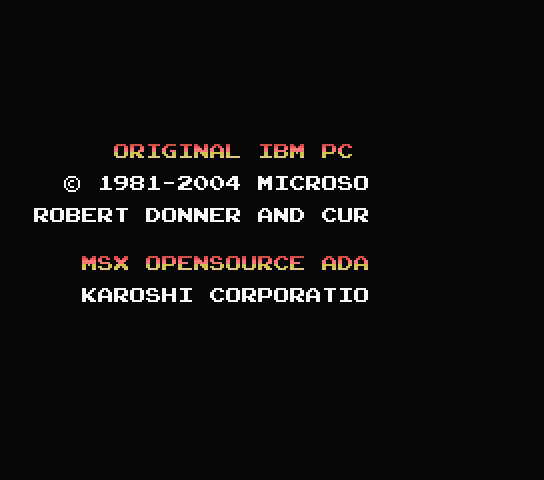 ORIGINAL IBM PC
© 1981-2004 MICROSO
ROBERT DONNER AND CUR
MSX OPENSOURCE ADA
KAROSHI CORPORATIO